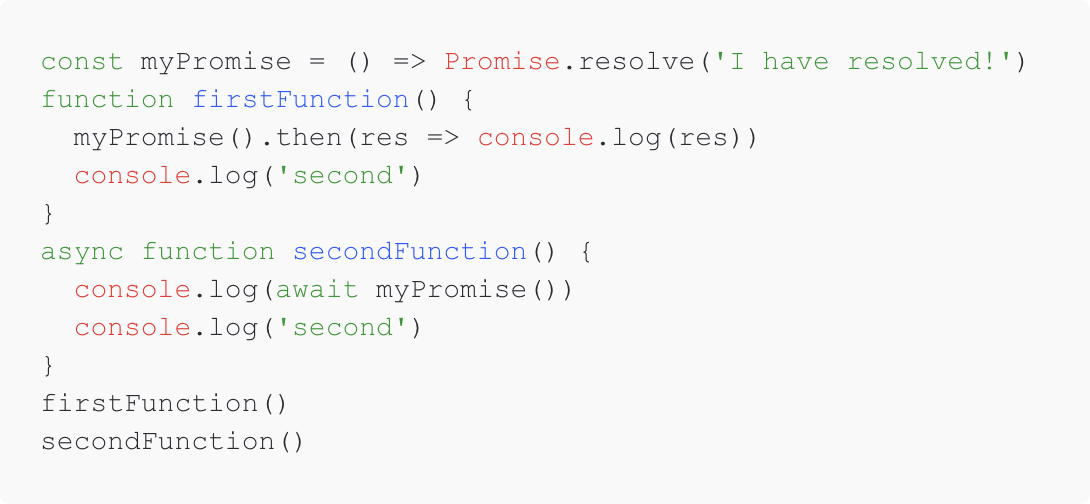 const myPromise = () => Promise.resolve('I have resolved!')
function firstFunction() {
  myPromise().then(res => console.log(res))
  console.log('second')
}
async function secondFunction() {
  console.log(await myPromise())
  console.log('second')
}
firstFunction()
secondFunction()